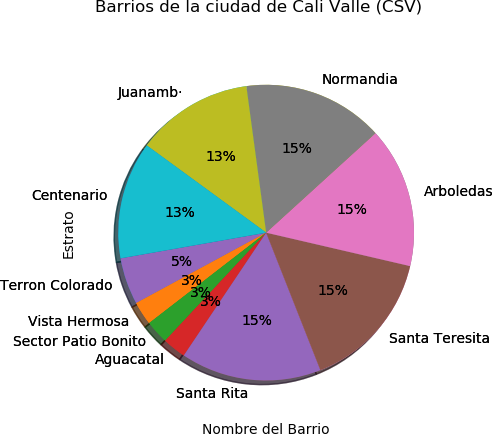 Barrios de la ciudad de Cali Valle (CSV)
Normandia
Juanamb·
15%
13%
Arboledas
15%
Centenario
13%
Estrato
5%
Terron Colorado
3%
Vista Hermosa
3%
Sector Patio Bonito
3%
Aguacatal
15%
15%
Santa Teresita
Santa Rita
Nombre del Barrio